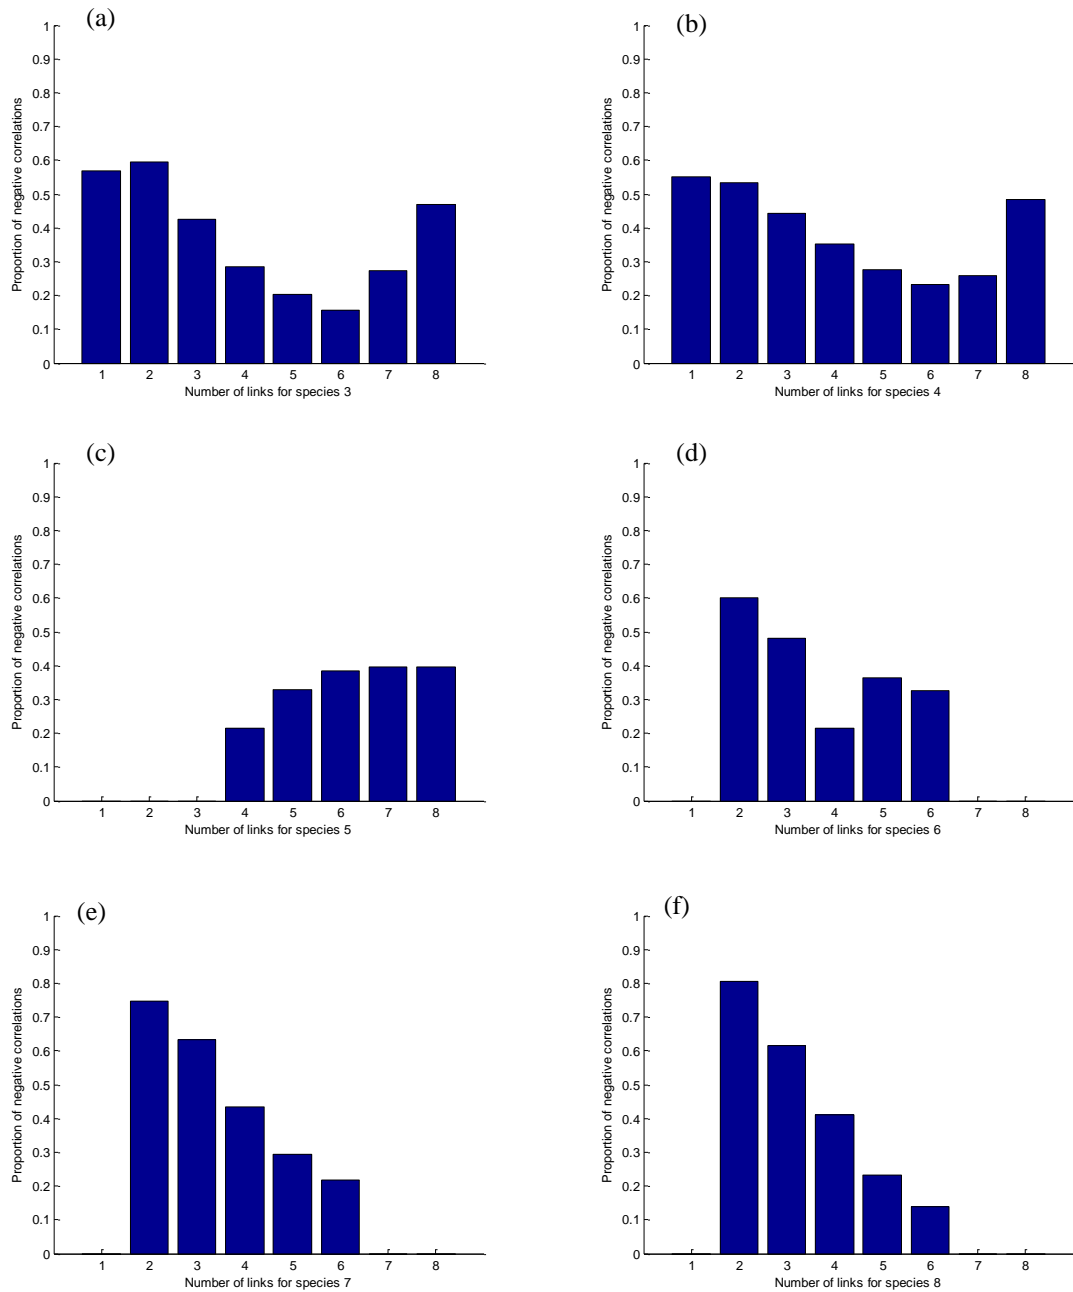 (a)
1
0.9
0.8
0.7
0.6
0.5
0.4
0.3
0.2
0.1
0
Proportion of negative correlations
1 2 3 4 5 6 7 8
Number of links for species 3
(b)
1
0.9
0.8
0.7
0.6
0.5
0.4
0.3
0.2
0.1
0
Proportion of negative correlations
1 2 3 4 5 6 7 8
Number of links for species 4
(c)
1
0.9
0.8
0.7
0.6
0.5
0.4
0.3
0.2
0.1
0
Proportion of negative correlations
1 2 3 4 5 6 7 8
Number of links for species 5
(d)
1
0.9
0.8
0.7
0.6
0.5
0.4
0.3
0.2
0.1
0
Proportion of negative correlations
1 2 3 4 5 6 7 8
Number of links for species 6
(e)
1
0.9
0.8
0.7
0.6
0.5
0.4
0.3
0.2
0.1
0
Proportion of negative correlations
1 2 3 4 5 6 7 8
Number of links for species 7
(f)
1
0.9
0.8
0.7
0.6
0.5
0.4
0.3
0.2
0.1
0
Proportion of negative correlations
1 2 3 4 5 6 7 8
Number of links for species 8